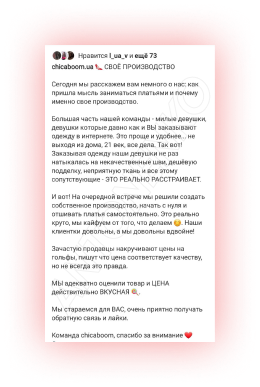 Нравится l_ua_v и ещё 73
chicaboom.ua 👠 СВОЁ ПРОИЗВОДСТВО
Сегодня мы расскажем вам немного о нас: как
пришла мысль заниматься платьями и почему
именно свое производство.
Большая часть нашей команды - милые девушки,
девушки которые давно как и ВЫ заказывают
одежду в интернете. Это проще и удобнее... не
выходя из дома, 21 век, все дела. Так вот!
Заказывая одежду наши девушки не раз
натыкалась на некачественные швы, дешёвую
подделку, неприятную ткань и все этому
сопутствующие - ЭТО РЕАЛЬНО РАССТРАИВАЕТ.
И вот! На очередной встрече мы решили создать
собственное производство, начать с нуля и
отшивать платья самостоятельно. Это реально
круто, мы кайфуем от того, что делаем 😏. Наши
клиентки довольны, а мы довольны вдвойне!
Зачастую продавцы накручивают цены на
гольфы, пишут что цена соответствует качеству,
но не всегда это правда.
МЫ адекватно оценили товар и ЦЕНА
действительно ВКУСНАЯ 🍭.
Мы стараемся для ВАС, очень приятно получать
обратную связь и лайки.
Команда chicaboom, спасибо за внимание ❤️